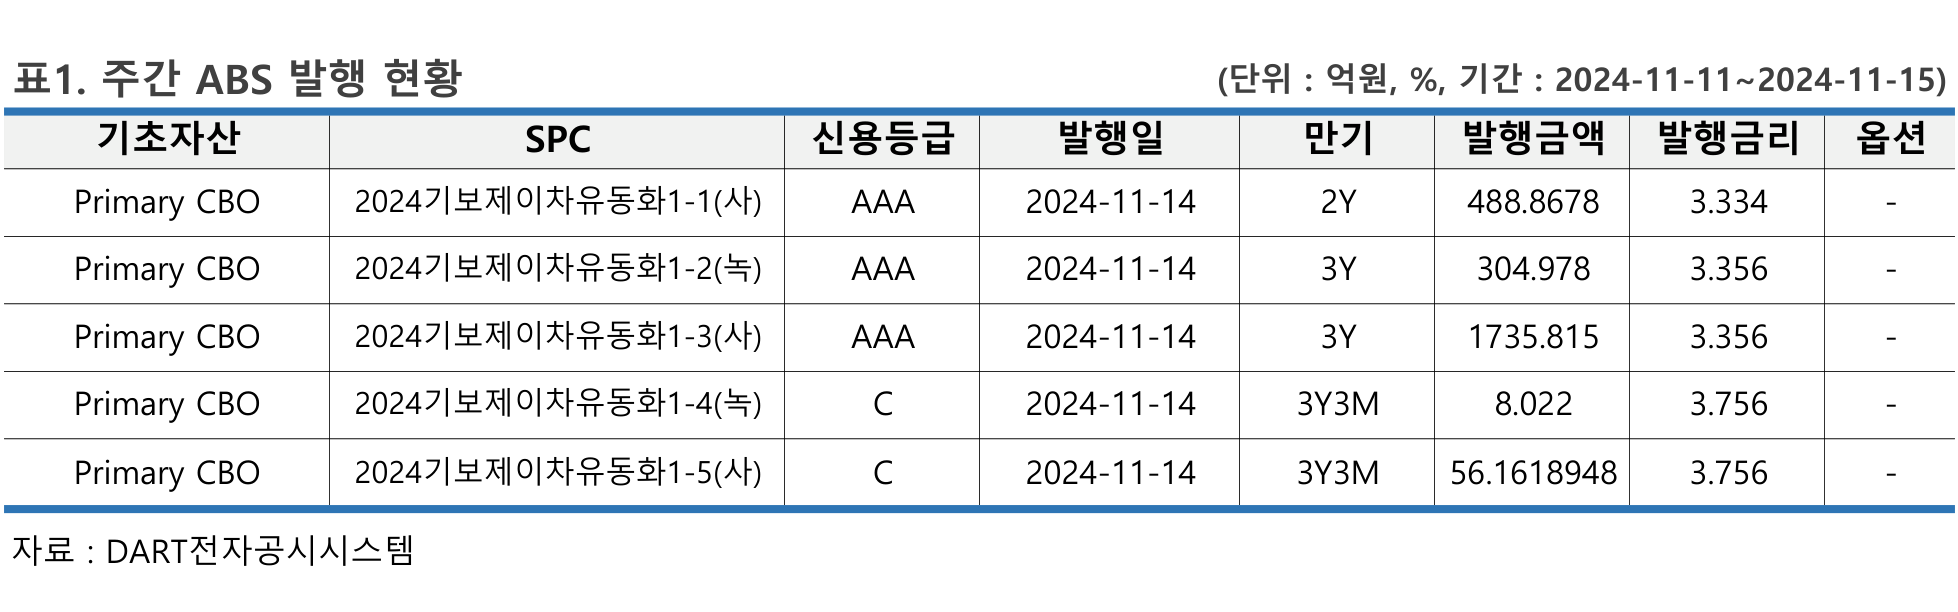 표1. 주간 ABS 발행 현황 (단위 : 억원, %, 기간 : 2024-11-11~2024-11-15)
기초자산 SPC 신용등급 발행일 만기 발행금액 발행금리 옵션
Primary CBO 2024기보제이차유동화1-1(사) AAA 2024-11-14 2Y 488.8678 3.334 -
Primary CBO 2024기보제이차유동화1-2(녹) AAA 2024-11-14 3Y 304.978 3.356 -
Primary CBO 2024기보제이차유동화1-3(사) AAA 2024-11-14 3Y 1735.815 3.356 -
Primary CBO 2024기보제이차유동화1-4(녹) C 2024-11-14 3Y3M 8.022 3.756 -
Primary CBO 2024기보제이차유동화1-5(사) C 2024-11-14 3Y3M 56.1618948 3.756 -
자료 : DART전자공시시스템